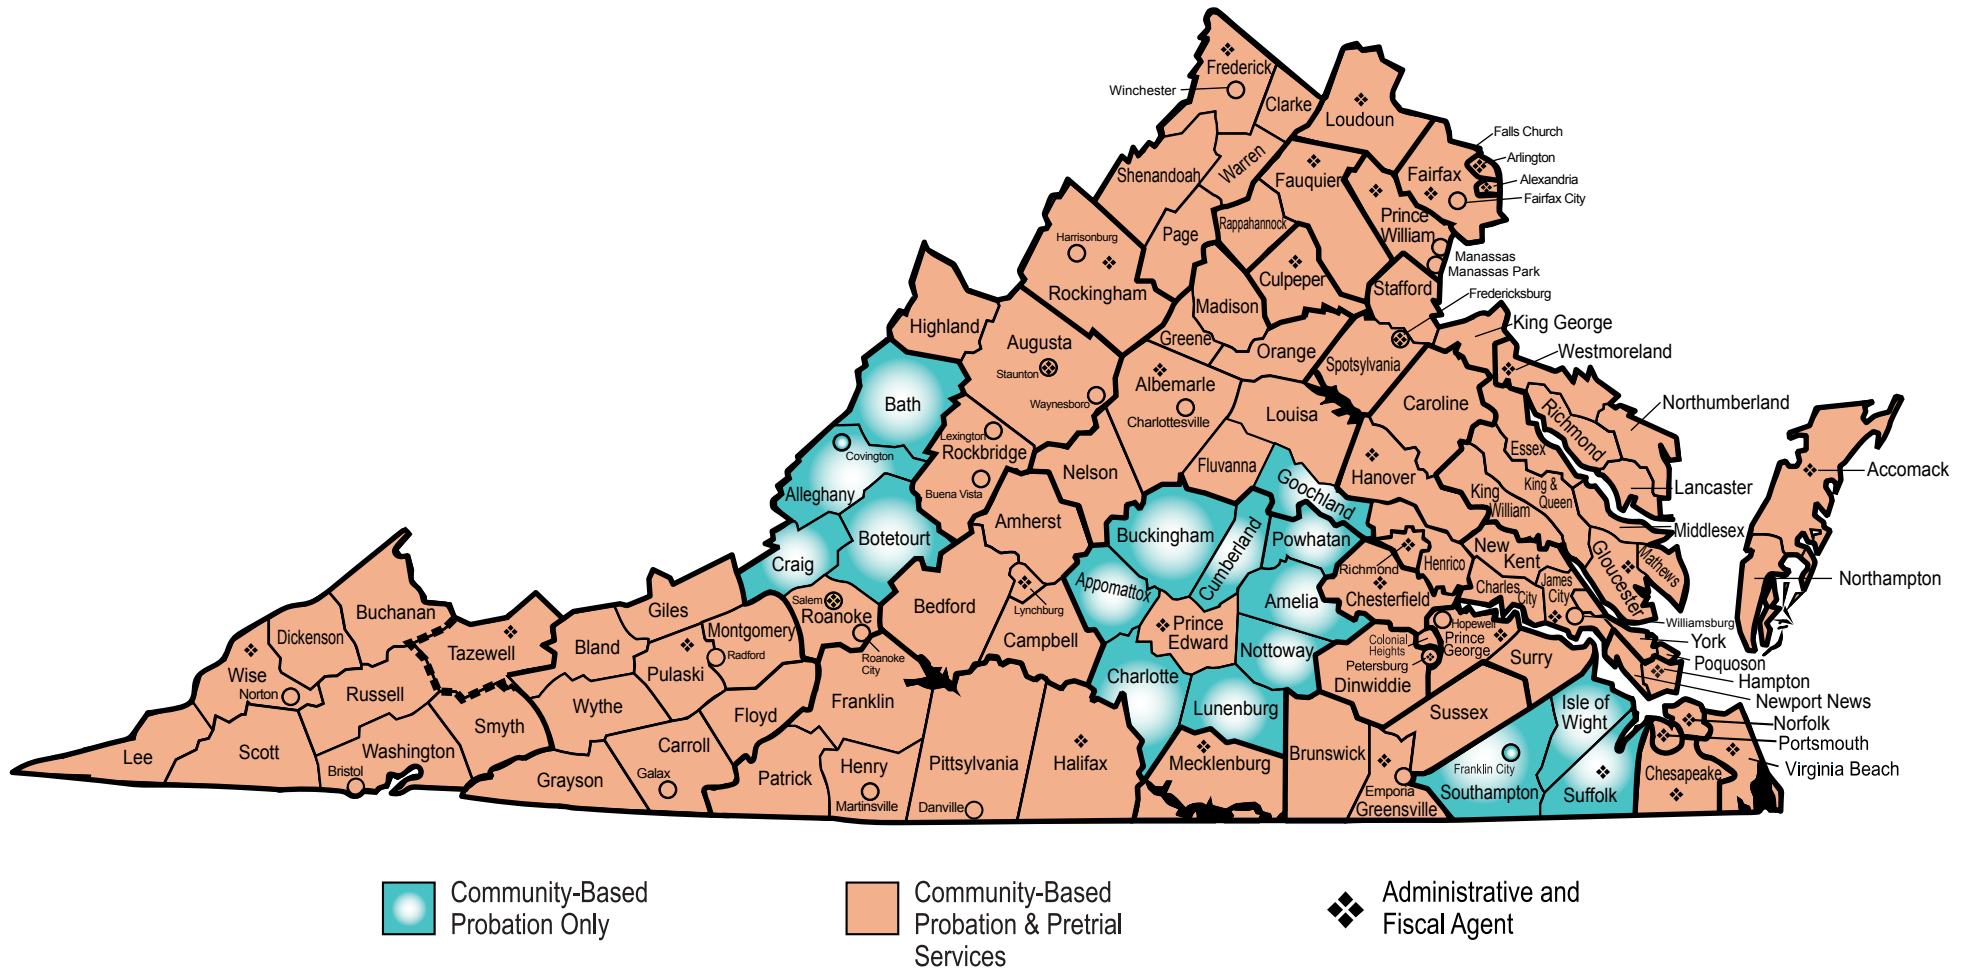 Frederick
Winchester
Clarke
Loudoun
Falls Church
Arlington
Alexandria
Fairfax City
Fairfax
Warren
Shenandoah
Fauquier
Prince
William
Rappahannock
Page
Harrisonburg
Rockingham
Culpeper
Manassas
Manassas Park
Stafford
Fredericksburg
Madison
Highland
Greene
Orange
King George
Augusta
Staunton
Waynesboro
Spotsylvania
Westmoreland
Albemarle
Charlottesville
Louisa
Caroline
Northumberland
Bath
Richmond
Lexington
Rockbridge
Covington
Buena Vista
Nelson
Fluvanna
Hanover
Essex
Accomack
Alleghany
Goochland
King
William
King &
Queen
Lancaster
Amherst
Buckingham
Cumberland
Powhatan
Middlesex
Botetourt
Craig
Richmond
Henrico
New
Kent
Gloucester
Mathews
Northampton
Appomattox
Chesterfield
Charles
City
James
City
Buchanan
Giles
Salem
Roanoke
Bedford
Lynchburg
Campbell
Prince
Edward
Amelia
Hopewell
Williamsburg
Dickenson
Tazewell
Bland
Montgomery
Radford
Roanoke
City
Nottoway
Colonial
Heights
Prince
George
Petersburg
Dinwiddie
Surry
York
Poquoson
Hampton
Newport News
Wise
Norton
Russell
Pulaski
Charlotte
Lunenburg
Wythe
Floyd
Franklin
Sussex
Isle of
Wight
Norfolk
Portsmouth
Virginia Beach
Smyth
Lee
Scott
Washington
Bristol
Carroll
Grayson
Galax
Patrick
Henry
Martinsville
Pittsylvania
Danville
Halifax
Mecklenburg
Brunswick
Emporia
Greensville
Franklin City
Southampton
Suffolk
Chesapeake
Community-Based
Probation Only
Community-Based
Probation & Pretrial
Services
Administrative and
Fiscal Agent